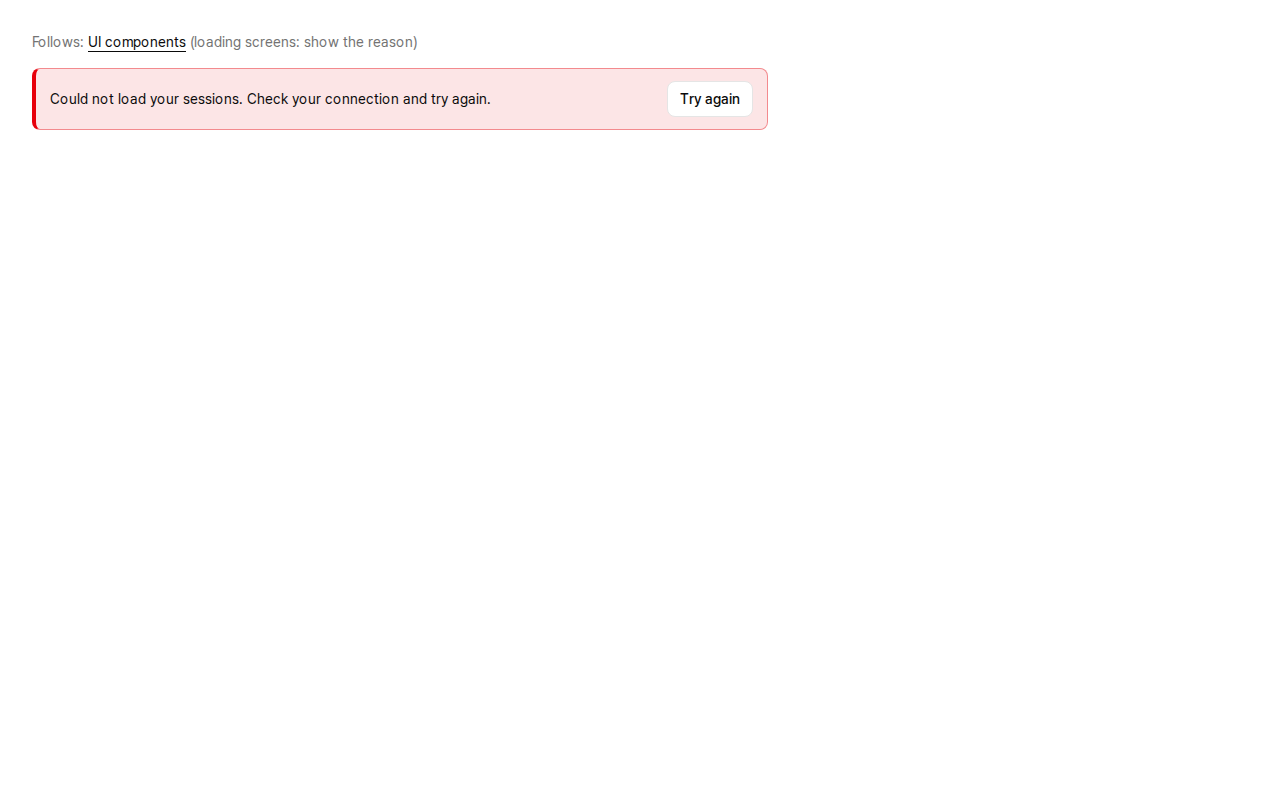 Follows: UI components (loading screens: show the reason)
Could not load your sessions. Check your connection and try again.
Try again